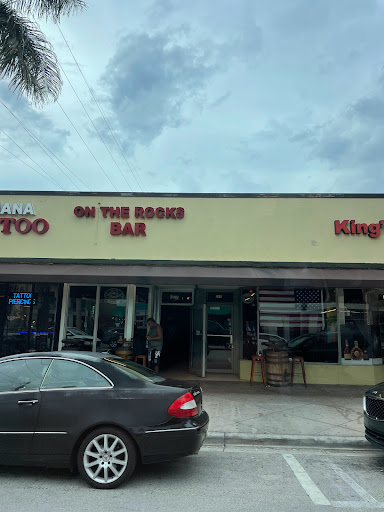 ANA
TOO
ON THE ROCKS
BAR
King'
TATTOO
PIERCING